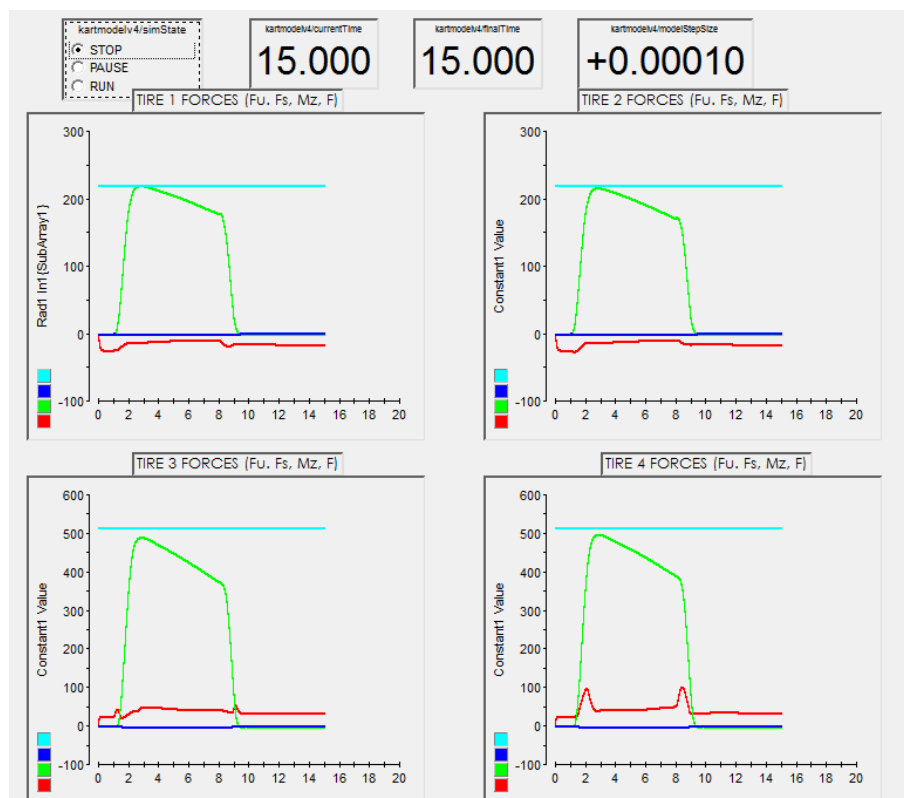 kartmodelv4/simState
STOP
PAUSE
RUN
kartmodelv4/currentTime
15.000
kartmodelv4/finalTime
15.000
kartmodelv4/modelStepSize
+0.00010
TIRE 1 FORCES (Fu. Fs, Mz, F)
Rad1 In1{SubArray1}
300
200
100
0
-100
0 2 4 6 8 10 12 14 16 18 20
TIRE 2 FORCES (Fu. Fs, Mz, F)
Constant1 Value
300
200
100
0
-100
0 2 4 6 8 10 12 14 16 18 20
TIRE 3 FORCES (Fu. Fs, Mz, F)
Constant1 Value
600
500
400
300
200
100
0
-100
0 2 4 6 8 10 12 14 16 18 20
TIRE 4 FORCES (Fu. Fs, Mz, F)
Constant1 Value
600
500
400
300
200
100
0
-100
0 2 4 6 8 10 12 14 16 18 20